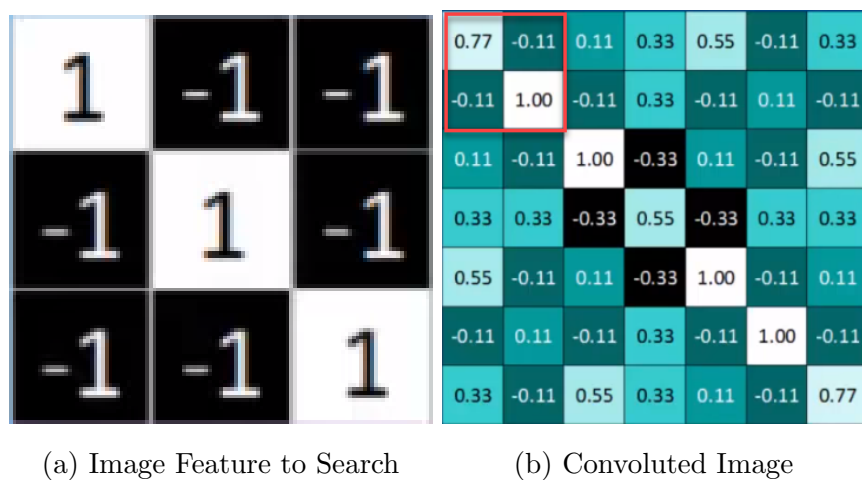 1 -1 -1
-1 1 -1
-1 -1 1
0.77 -0.11 0.11 0.33 0.55 -0.11 0.33
-0.11 1.00 -0.11 0.33 -0.11 0.11 -0.11
0.11 -0.11 1.00 -0.33 0.11 -0.11 0.55
0.33 0.33 -0.33 0.55 -0.33 0.33 0.33
0.55 -0.11 0.11 -0.33 1.00 -0.11 0.11
-0.11 0.11 -0.11 0.33 -0.11 1.00 -0.11
0.33 -0.11 0.55 0.33 0.11 -0.11 0.77
(a) Image Feature to Search
(b) Convoluted Image